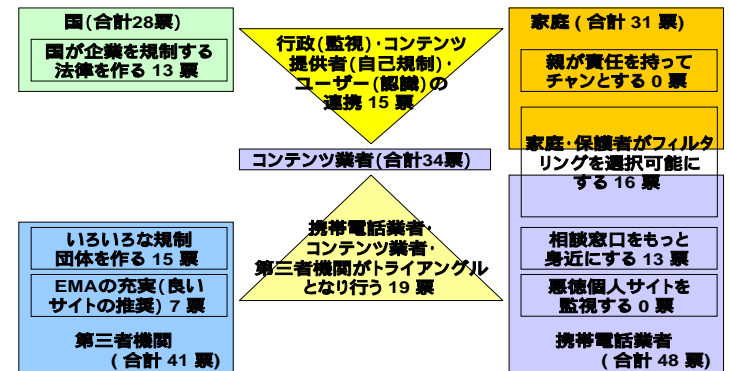 国(合計28票)
国が企業を規制する
法律を作る 13 票
行政(監視)・コンテンツ
提供者(自己規制)・
ユーザー(認識)の
連携 15 票
家庭 ( 合計 31 票)
親が責任を持って
チャンとする 0 票
家庭・保護者がフィルタ
リングを選択可能に
する 16 票
コンテンツ業者(合計34票)
いろいろな規制
団体を作る 15 票
EMAの充実(良い
サイトの推奨) 7 票
第三者機関
( 合計 41 票)
携帯電話業者・
コンテンツ業者・
第三者機関がトライアングル
となり行う 19 票
相談窓口をもっと
身近にする 13 票
悪徳個人サイトを
監視する 0 票
携帯電話業者
( 合計 48 票)